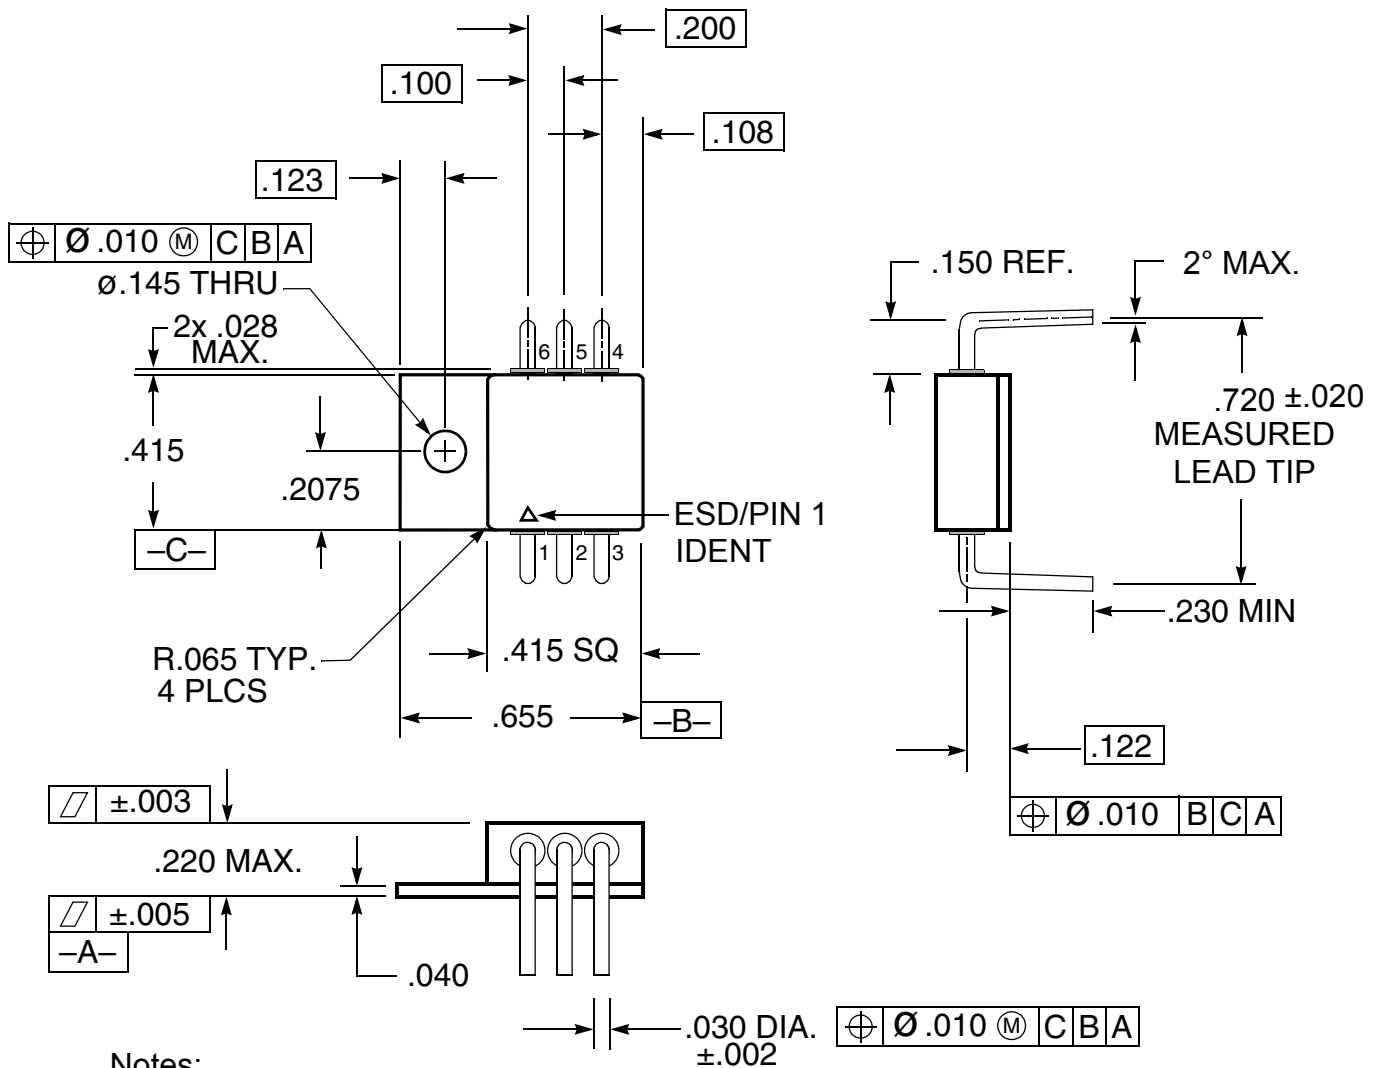 .200
.100
.108
.123
⌖ Ø .010 Ⓜ C B A
ø.145 THRU
2x .028
MAX.
6 5 4
.415
.2075
–C–
ESD/PIN 1
IDENT
1 2 3
R.065 TYP.
4 PLCS
.415 SQ
.655
–B–
.150 REF.
2° MAX.
.720 ±.020
MEASURED
LEAD TIP
.230 MIN
.122
⌖ Ø .010 B C A
⏥ ±.003
.220 MAX.
⏥ ±.005
–A–
.040
.030 DIA.
±.002
⌖ Ø .010 Ⓜ C B A
Notes: